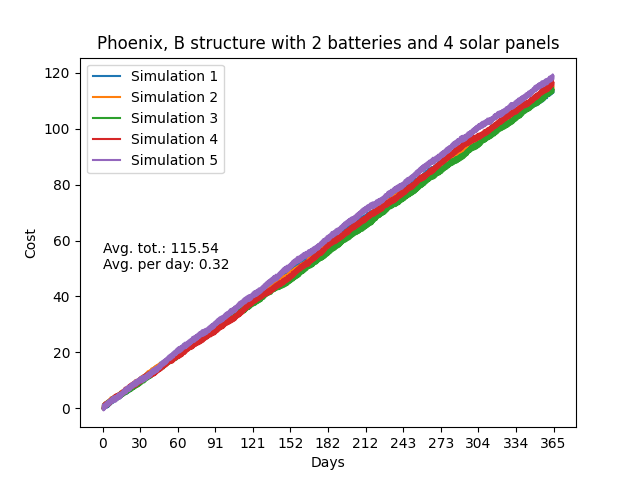 Phoenix, B structure with 2 batteries and 4 solar panels
Simulation 1
Simulation 2
Simulation 3
Simulation 4
Simulation 5
Avg. tot.: 115.54
Avg. per day: 0.32
Cost
120
100
80
60
40
20
0
0 30 60 91 121 152 182 212 243 273 304 334 365
Days